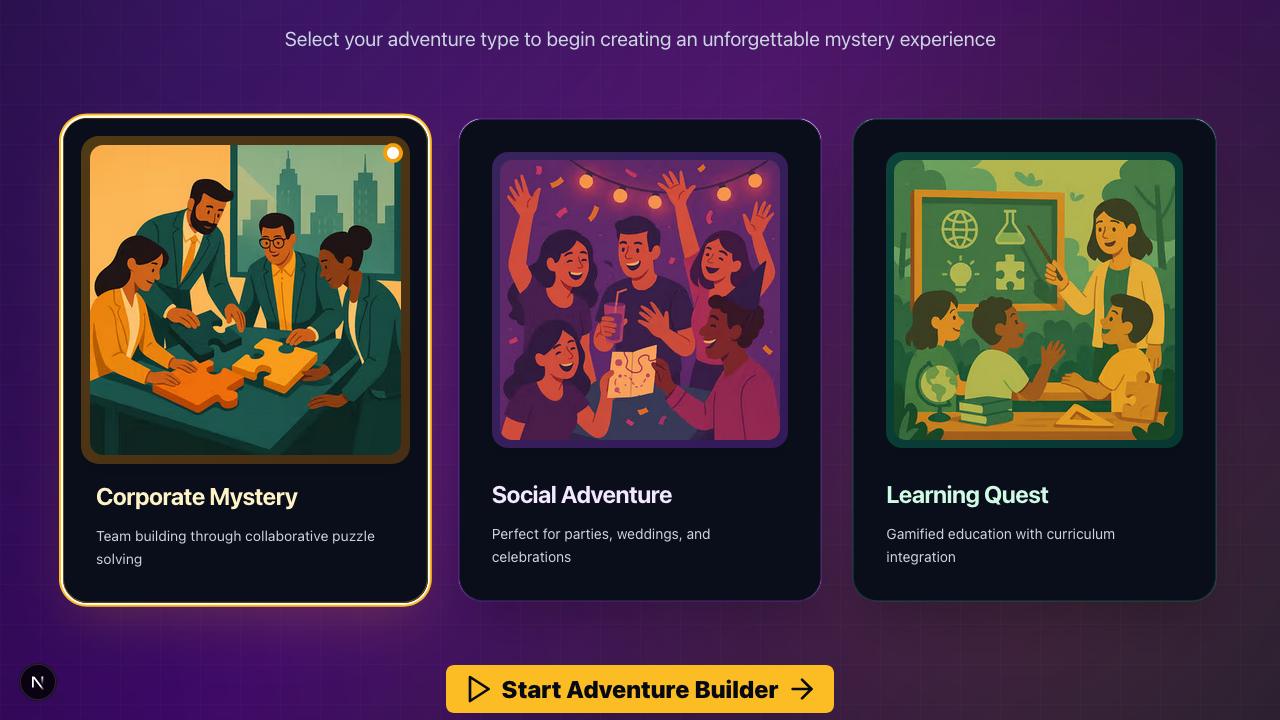 Select your adventure type to begin creating an unforgettable mystery experience
Corporate Mystery
Team building through collaborative puzzle
solving
Social Adventure
Perfect for parties, weddings, and
celebrations
Learning Quest
Gamified education with curriculum
integration
N
Start Adventure Builder